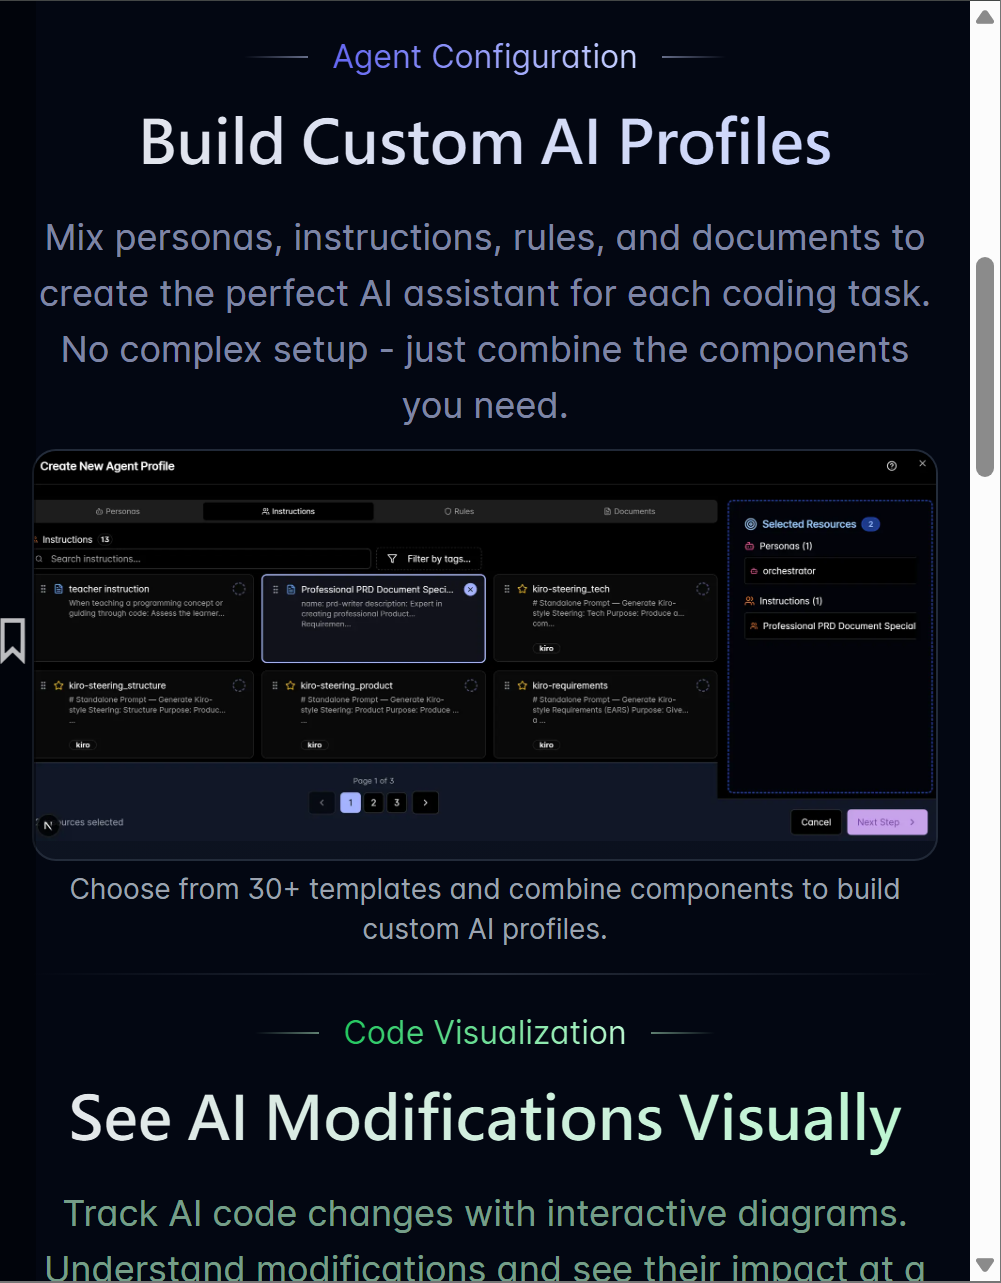 Agent Configuration
Build Custom AI Profiles
Mix personas, instructions, rules, and documents to
create the perfect AI assistant for each coding task.
No complex setup - just combine the components
you need.
Create New Agent Profile
Personas
Instructions
Rules
Documents
Instructions 13
Search instructions...
Filter by tags...
teacher instruction
When teaching a programming concept or
guiding through code: Assess the learner...
Professional PRD Document Speci...
name: prd-writer description: Expert in
creating professional Product
Requiremen...
kiro-steering_tech
# Standalone Prompt — Generate Kiro-
style Steering: Tech Purpose: Produce a...
com...
kiro
kiro-steering_structure
# Standalone Prompt — Generate Kiro-
style Steering: Structure Purpose: Produc...
...
kiro
kiro-steering_product
# Standalone Prompt — Generate Kiro-
style Steering: Product Purpose: Produce ...
...
kiro
kiro-requirements
# Standalone Prompt — Generate Kiro-
style Requirements (EARS) Purpose: Give...
a ...
kiro
Selected Resources 2
Personas (1)
orchestrator
Instructions (1)
Professional PRD Document Special
Page 1 of 3
1 2 3
N
urces selected
Cancel
Next Step
Choose from 30+ templates and combine components to build
custom AI profiles.
Code Visualization
See AI Modifications Visually
Track AI code changes with interactive diagrams.
Understand modifications and see their impact at a